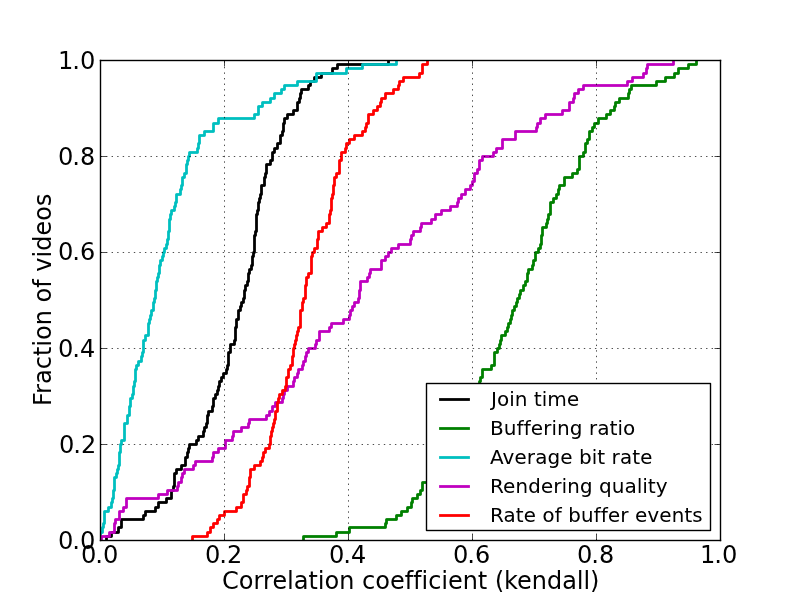 1.0
0.8
0.6
0.4
0.2
0.0
Fraction of videos
Join time
Buffering ratio
Average bit rate
Rendering quality
Rate of buffer events
0.0 0.2 0.4 0.6 0.8 1.0
Correlation coefficient (kendall)